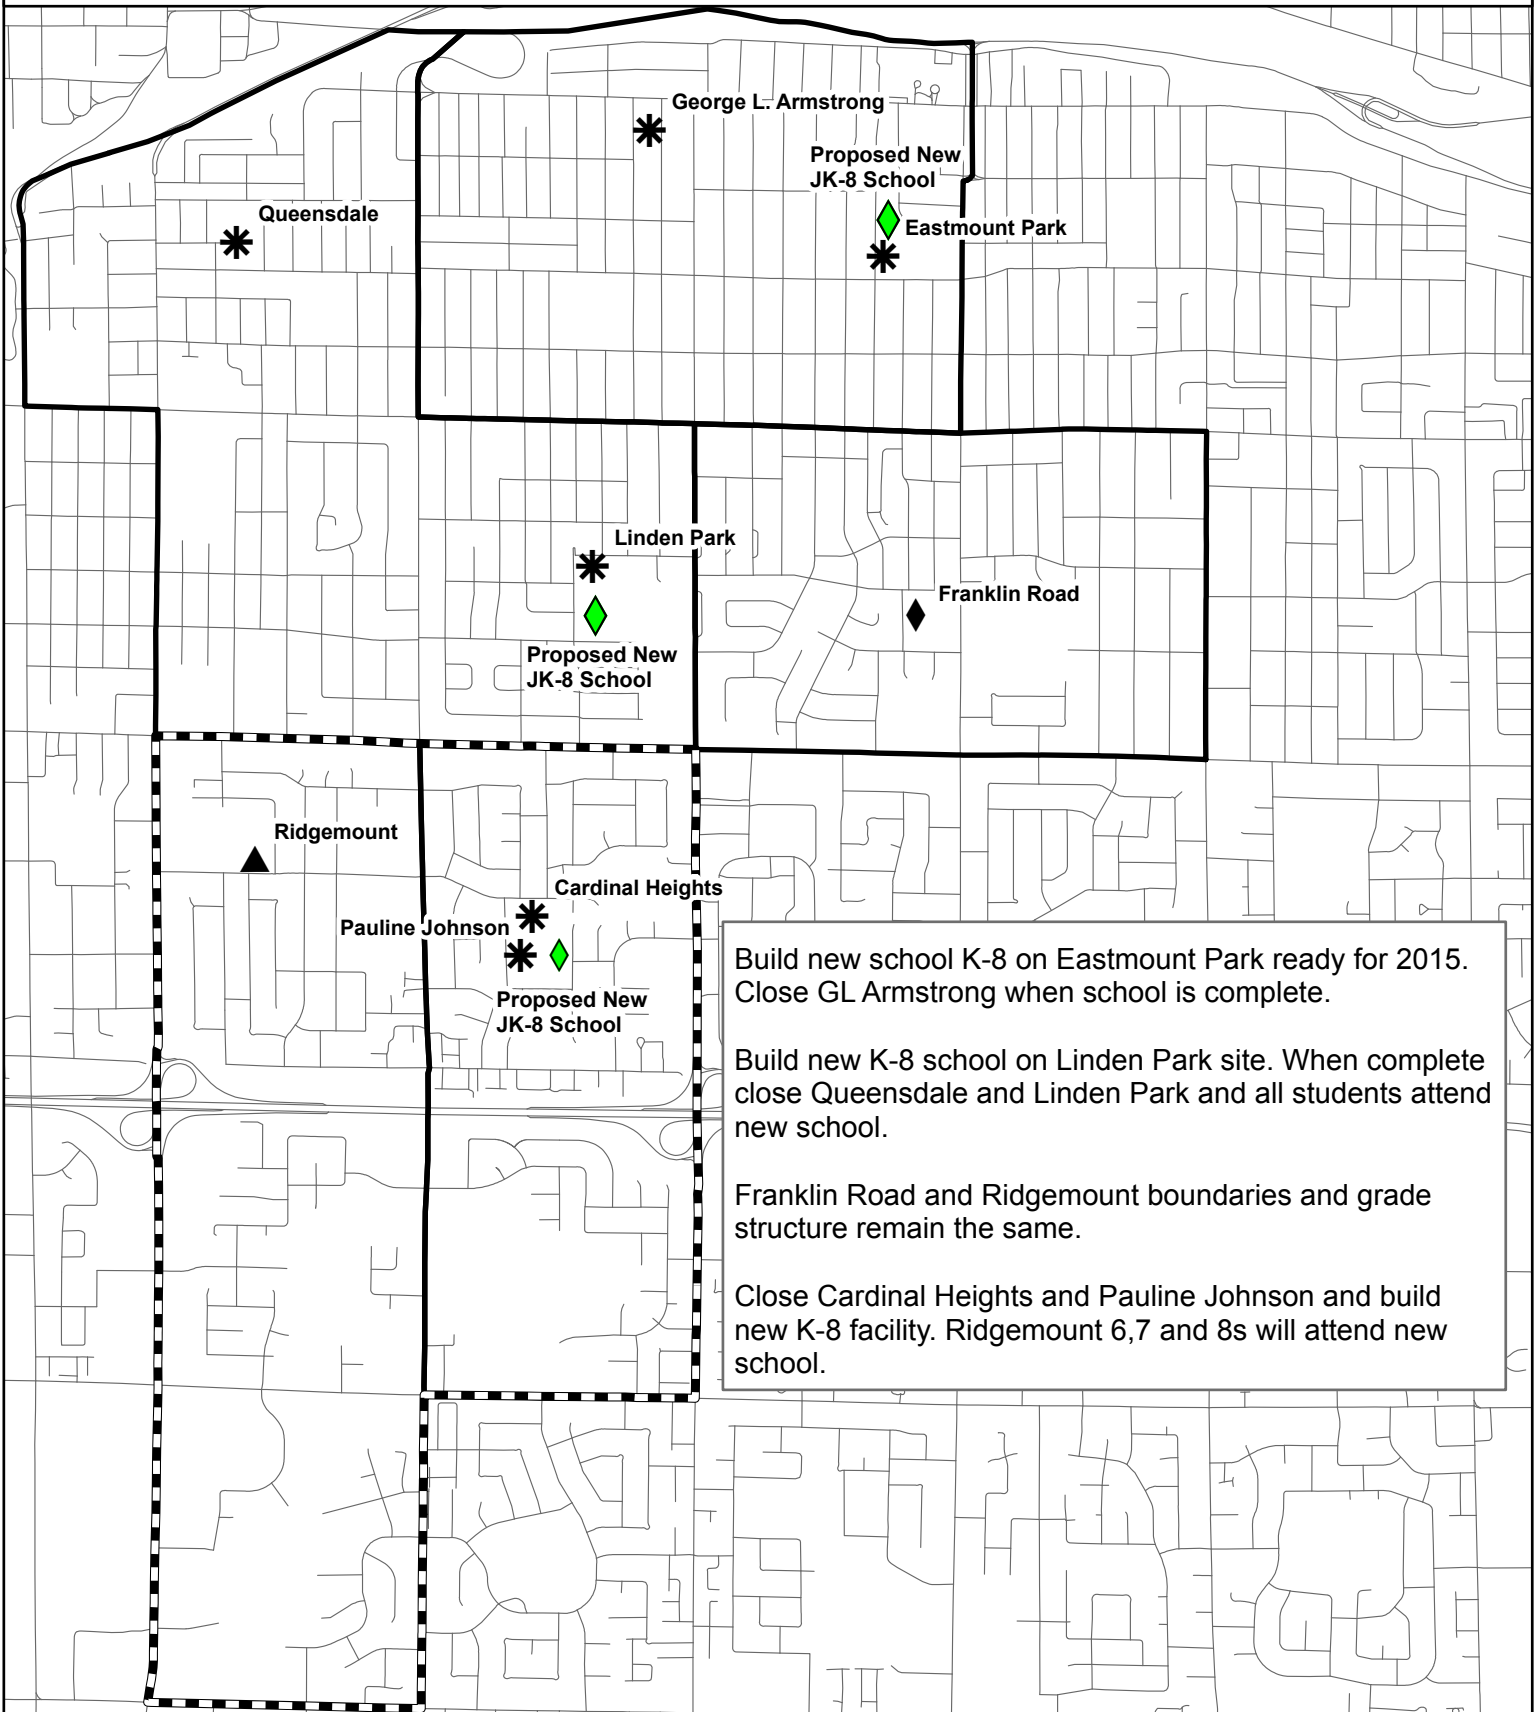 George L. Armstrong
Proposed New
JK-8 School
Queensdale
Eastmount Park
Linden Park
Franklin Road
Proposed New
JK-8 School
Ridgemount
Cardinal Heights
Pauline Johnson
Proposed New
JK-8 School
Build new school K-8 on Eastmount Park ready for 2015.
Close GL Armstrong when school is complete.
Build new K-8 school on Linden Park site. When complete
close Queensdale and Linden Park and all students attend
new school.
Franklin Road and Ridgemount boundaries and grade
structure remain the same.
Close Cardinal Heights and Pauline Johnson and build
new K-8 facility. Ridgemount 6,7 and 8s will attend new
school.